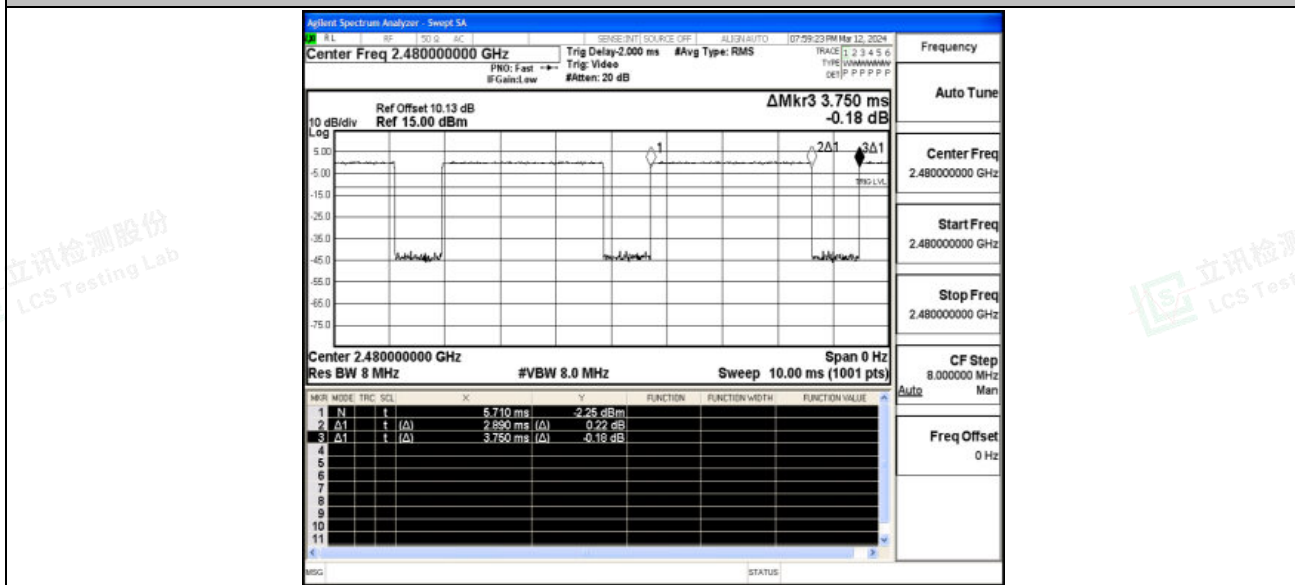 Agilent Spectrum Analyzer - Swept SA
RL RF 50 Ω AC SENSE:INT SOURCE OFF ALIGN AUTO 07:59:23 PM Mar 12, 2024
Center Freq 2.480000000 GHz
PNO: Fast
IFGain:Low
Trig Delay-2.000 ms #Avg Type: RMS
Trig: Video
#Atten: 20 dB
TRACE 1 2 3 4 5 6
TYPE
DET P P P P P P
Frequency
Auto Tune
Center Freq
2.480000000 GHz
Start Freq
2.480000000 GHz
Stop Freq
2.480000000 GHz
CF Step
8.000000 MHz
Auto Man
Freq Offset
0 Hz
ΔMkr3 3.750 ms
-0.18 dB
Ref Offset 10.13 dB
10 dB/div Ref 15.00 dBm
Log
5.00
-5.00
-15.0
-25.0
-35.0
-45.0
-55.0
-65.0
-75.0
1 2Δ1 3Δ1
TRIG LVL
Center 2.480000000 GHz Span 0 Hz
Res BW 8 MHz #VBW 8.0 MHz Sweep 10.00 ms (1001 pts)
MKR MODE TRC SCL X Y FUNCTION FUNCTION WIDTH FUNCTION VALUE
1 N t 5.710 ms -2.25 dBm
2 Δ1 t (Δ) 2.890 ms (Δ) 0.22 dB
3 Δ1 t (Δ) 3.750 ms (Δ) -0.18 dB
4
5
6
7
8
9
10
11
MSG STATUS
立讯检测股份
LCS Testing Lab
立讯检测
LCS Test